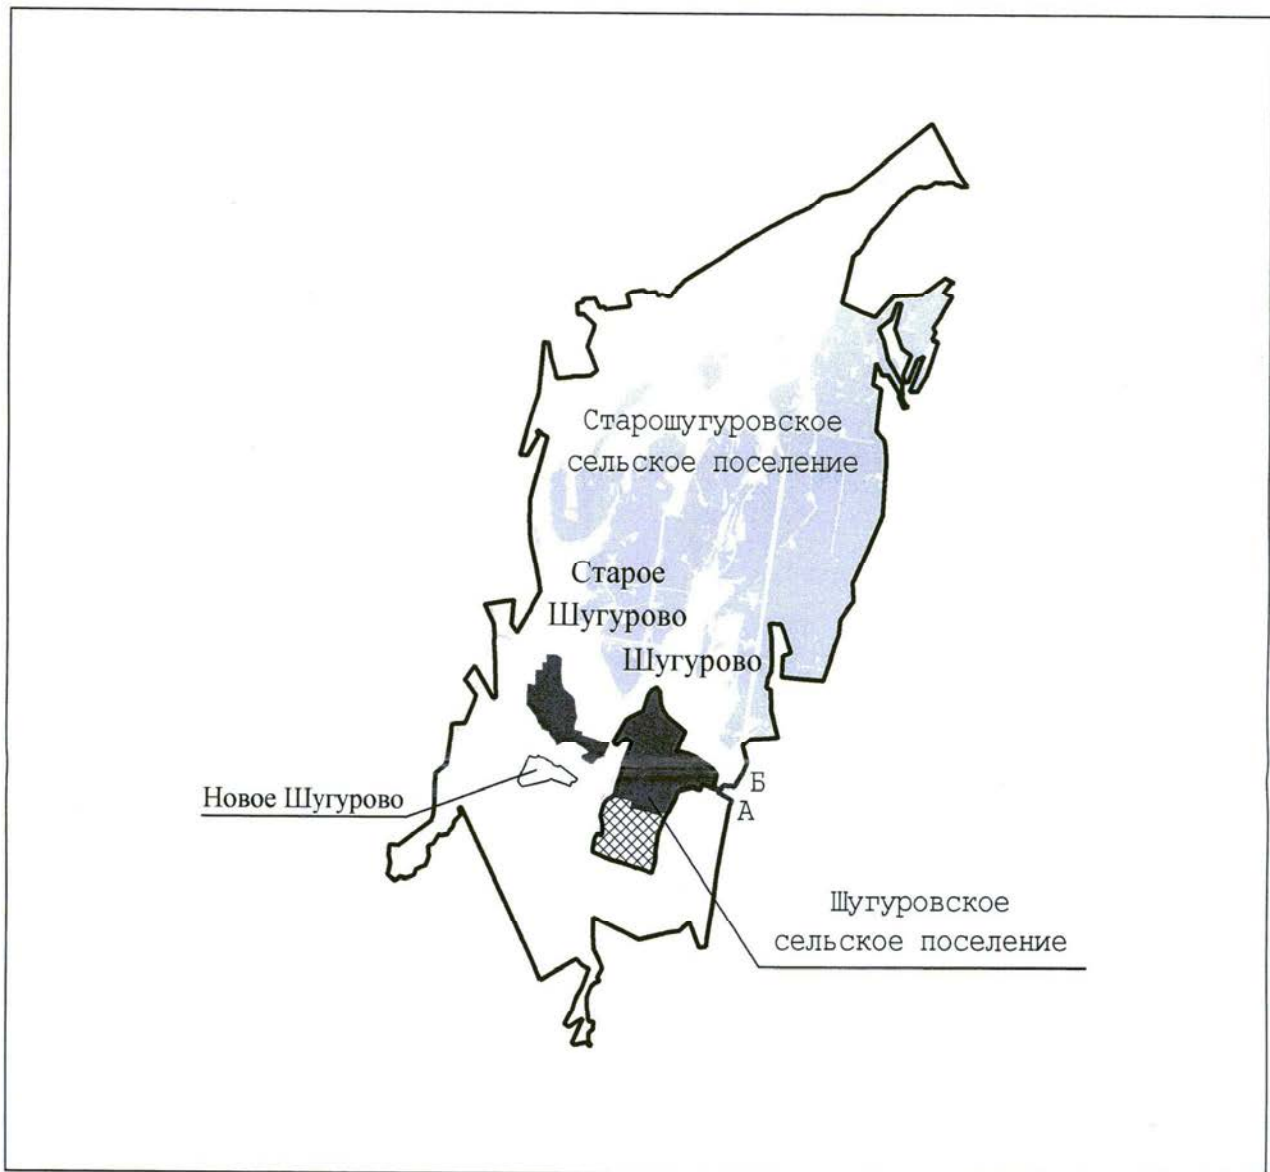 Старошугуровское
сельское поселение
Старое
Шугурово
Шугурово
Новое Шугурово
Б
А
Шугуровское
сельское поселение